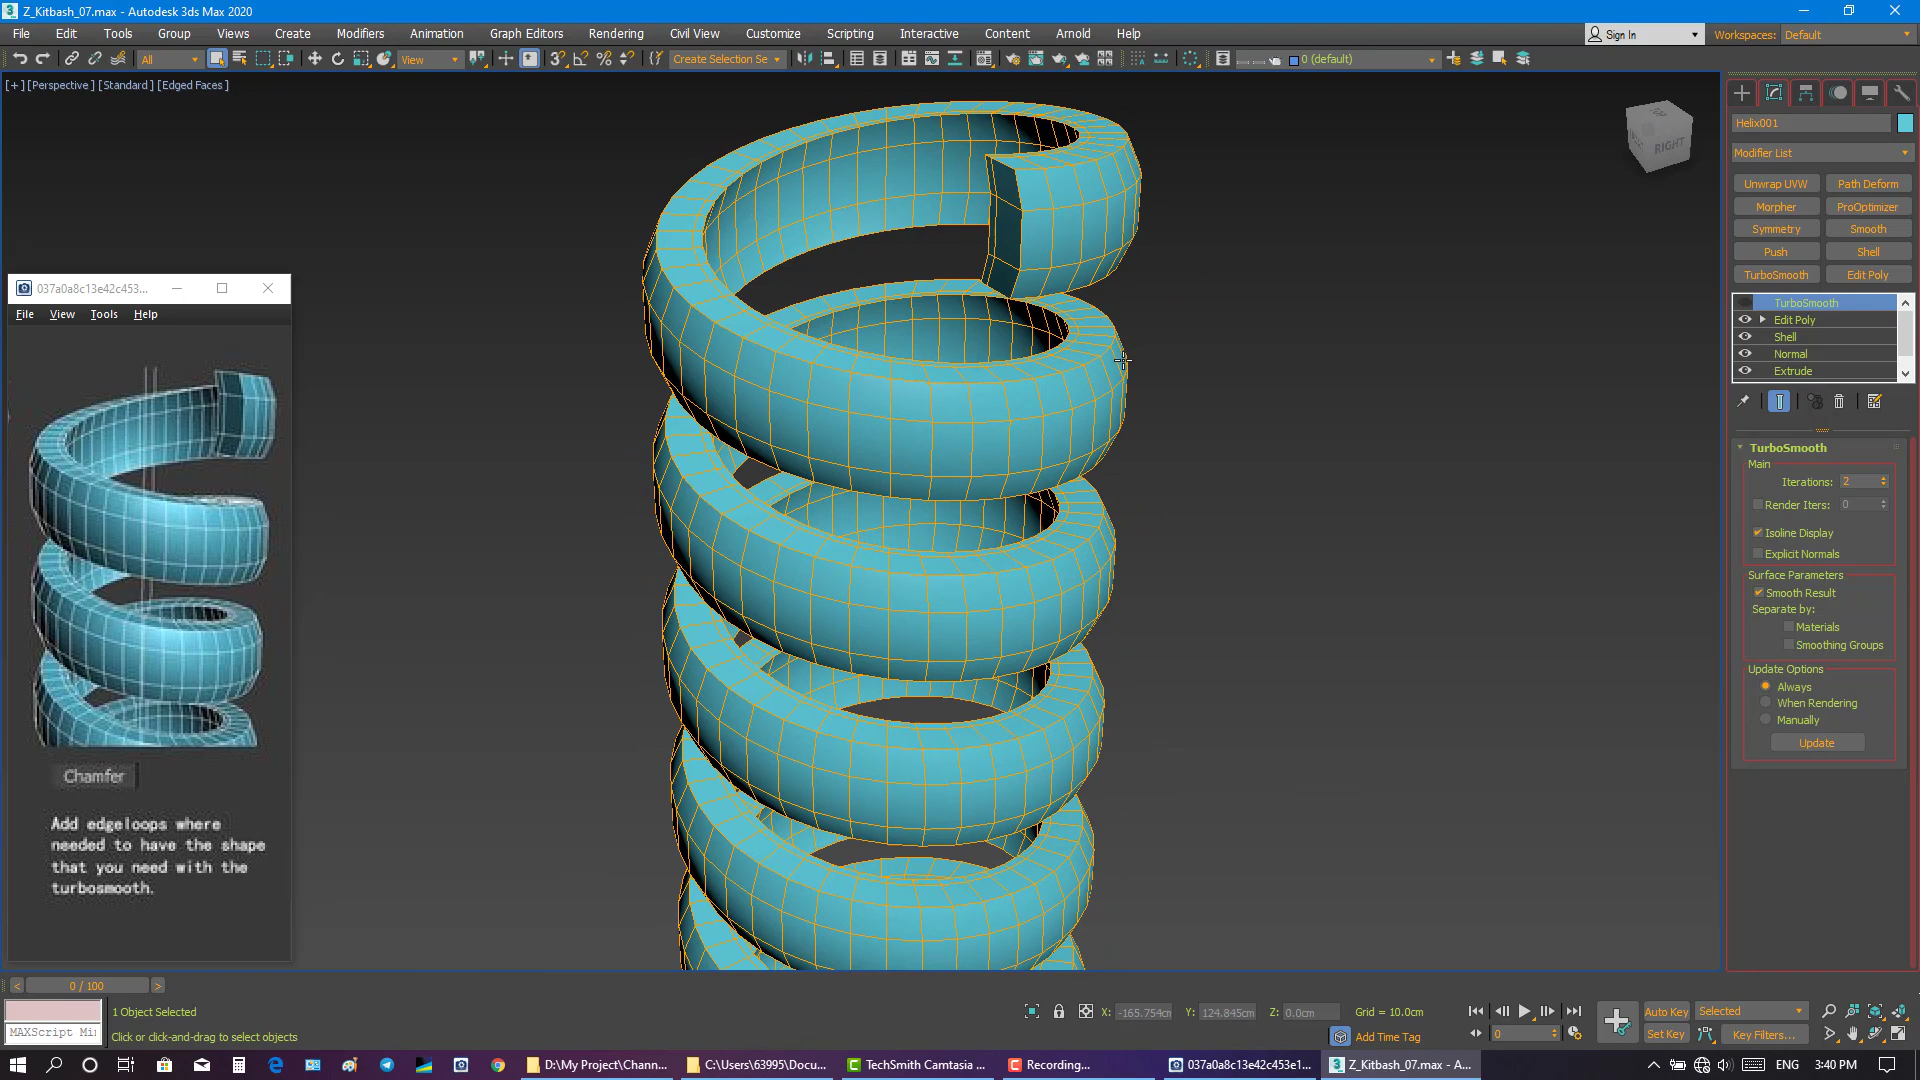 Z_Kitbash_07.max - Autodesk 3ds Max 2020
File Edit Tools Group Views Create Modifiers Animation Graph Editors Rendering Civil View Customize Scripting Interactive Content Arnold Help
Sign In
Workspaces: Default
All
View
Create Selection Se
0 (default)
[+] [Perspective] [Standard] [Edged Faces]
RIGHT
Helix001
Modifier List
Unwrap UVW Path Deform
Morpher ProOptimizer
Symmetry Smooth
Push Shell
TurboSmooth Edit Poly
TurboSmooth
Edit Poly
Shell
Normal
Extrude
TurboSmooth
Main
Iterations: 2
Render Iters: 0
Isoline Display
Explicit Normals
Surface Parameters
Smooth Result
Separate by:
Materials
Smoothing Groups
Update Options
Always
When Rendering
Manually
Update
037a0a8c13e42c453...
File View Tools Help
Chamfer
Add edgeloops where
needed to have the shape
that you need with the
turbosmooth.
0 / 100
1 Object Selected
MAXScript Mi
Click or click-and-drag to select objects
X: -165.754cm Y: 124.845cm Z: 0.0cm Grid = 10.0cm
Add Time Tag
Auto Key Selected
Set Key Key Filters...
0
D:\My Project\Chann...
C:\Users\63995\Docu...
TechSmith Camtasia ...
Recording...
037a0a8c13e42c453e1...
Z_Kitbash_07.max - A...
ENG
3:40 PM